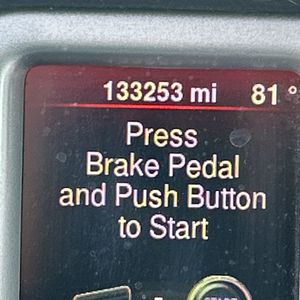 133253 mi 81°
Press
Brake Pedal
and Push Button
to Start